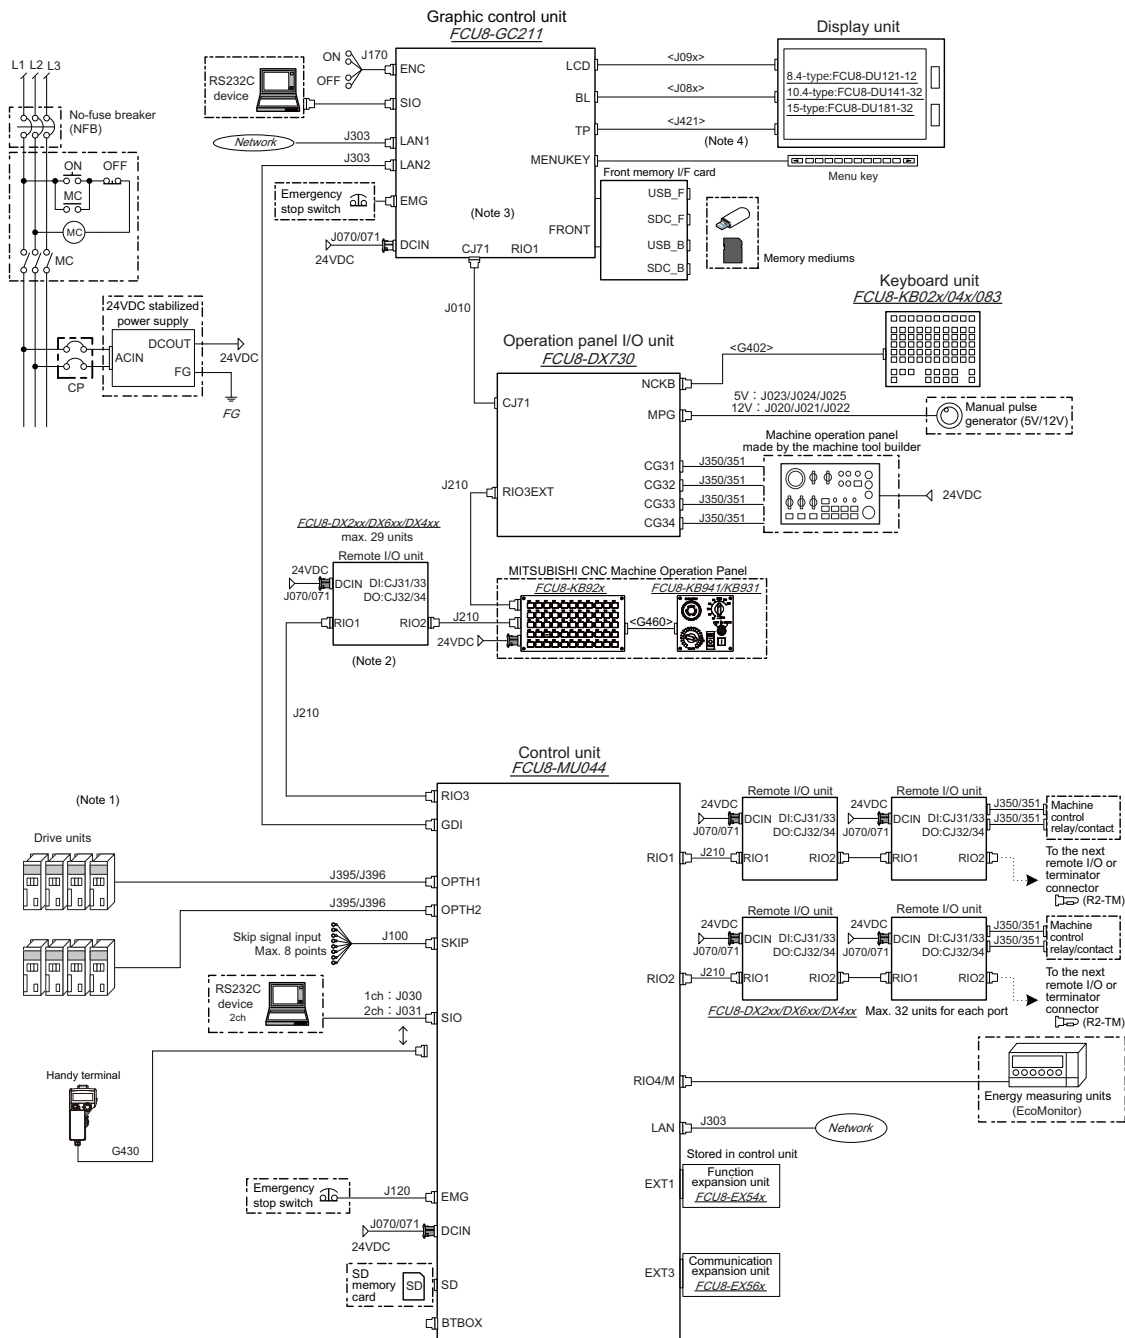 Graphic control unit
FCU8-GC211
L1 L2 L3
No-fuse breaker
(NFB)
ON
OFF
MC
MC
MC
24VDC stabilized
power supply
DCOUT
ACIN
FG
24VDC
CP
FG
RS232C
device
ON
OFF
J170
ENC
SIO
Network
J303
LAN1
J303
LAN2
Emergency
stop switch
EMG
J070/071
24VDC
DCIN
(Note 3)
CJ71
RIO1
LCD
BL
TP
MENUKEY
FRONT
<J09x>
<J08x>
<J421>
(Note 4)
Display unit
8.4-type:FCU8-DU121-12
10.4-type:FCU8-DU141-32
15-type:FCU8-DU181-32
Menu key
Front memory I/F card
USB_F
SDC_F
USB_B
SDC_B
Memory mediums
J010
Operation panel I/O unit
FCU8-DX730
CJ71
RIO3EXT
NCKB
MPG
CG31
CG32
CG33
CG34
Keyboard unit
FCU8-KB02x/04x/083
<G402>
5V : J023/J024/J025
12V : J020/J021/J022
Manual pulse
generator (5V/12V)
Machine operation panel
made by the machine tool builder
J350/351
J350/351
J350/351
J350/351
24VDC
J210
FCU8-DX2xx/DX6xx/DX4xx
max. 29 units
Remote I/O unit
24VDC
J070/071
DCIN DI:CJ31/33
DO:CJ32/34
RIO1 RIO2
(Note 2)
J210
MITSUBISHI CNC Machine Operation Panel
FCU8-KB92x
FCU8-KB941/KB931
<G460>
24VDC
J210
Control unit
FCU8-MU044
(Note 1)
Drive units
RIO3
GDI
J395/J396
OPTH1
J395/J396
OPTH2
Skip signal input
Max. 8 points
J100
SKIP
RS232C
device
2ch
1ch : J030
2ch : J031
SIO
Handy terminal
G430
Emergency
stop switch
J120
EMG
J070/071
24VDC
DCIN
SD
memory
card
SD
SD
BTBOX
RIO1
J210
Remote I/O unit
24VDC
J070/071
DCIN DI:CJ31/33
DO:CJ32/34
RIO1 RIO2
Remote I/O unit
24VDC
J070/071
DCIN DI:CJ31/33
DO:CJ32/34
RIO1 RIO2
J350/351
J350/351
Machine
control
relay/contact
To the next
remote I/O or
terminator
connector
(R2-TM)
RIO2
J210
Remote I/O unit
24VDC
J070/071
DCIN DI:CJ31/33
DO:CJ32/34
RIO1 RIO2
Remote I/O unit
24VDC
J070/071
DCIN DI:CJ31/33
DO:CJ32/34
RIO1 RIO2
J350/351
J350/351
Machine
control
relay/contact
To the next
remote I/O or
terminator
connector
(R2-TM)
FCU8-DX2xx/DX6xx/DX4xx Max. 32 units for each port
RIO4/M
Energy measuring units
(EcoMonitor)
LAN
J303
Network
Stored in control unit
EXT1
Function
expansion unit
FCU8-EX54x
EXT3
Communication
expansion unit
FCU8-EX56x